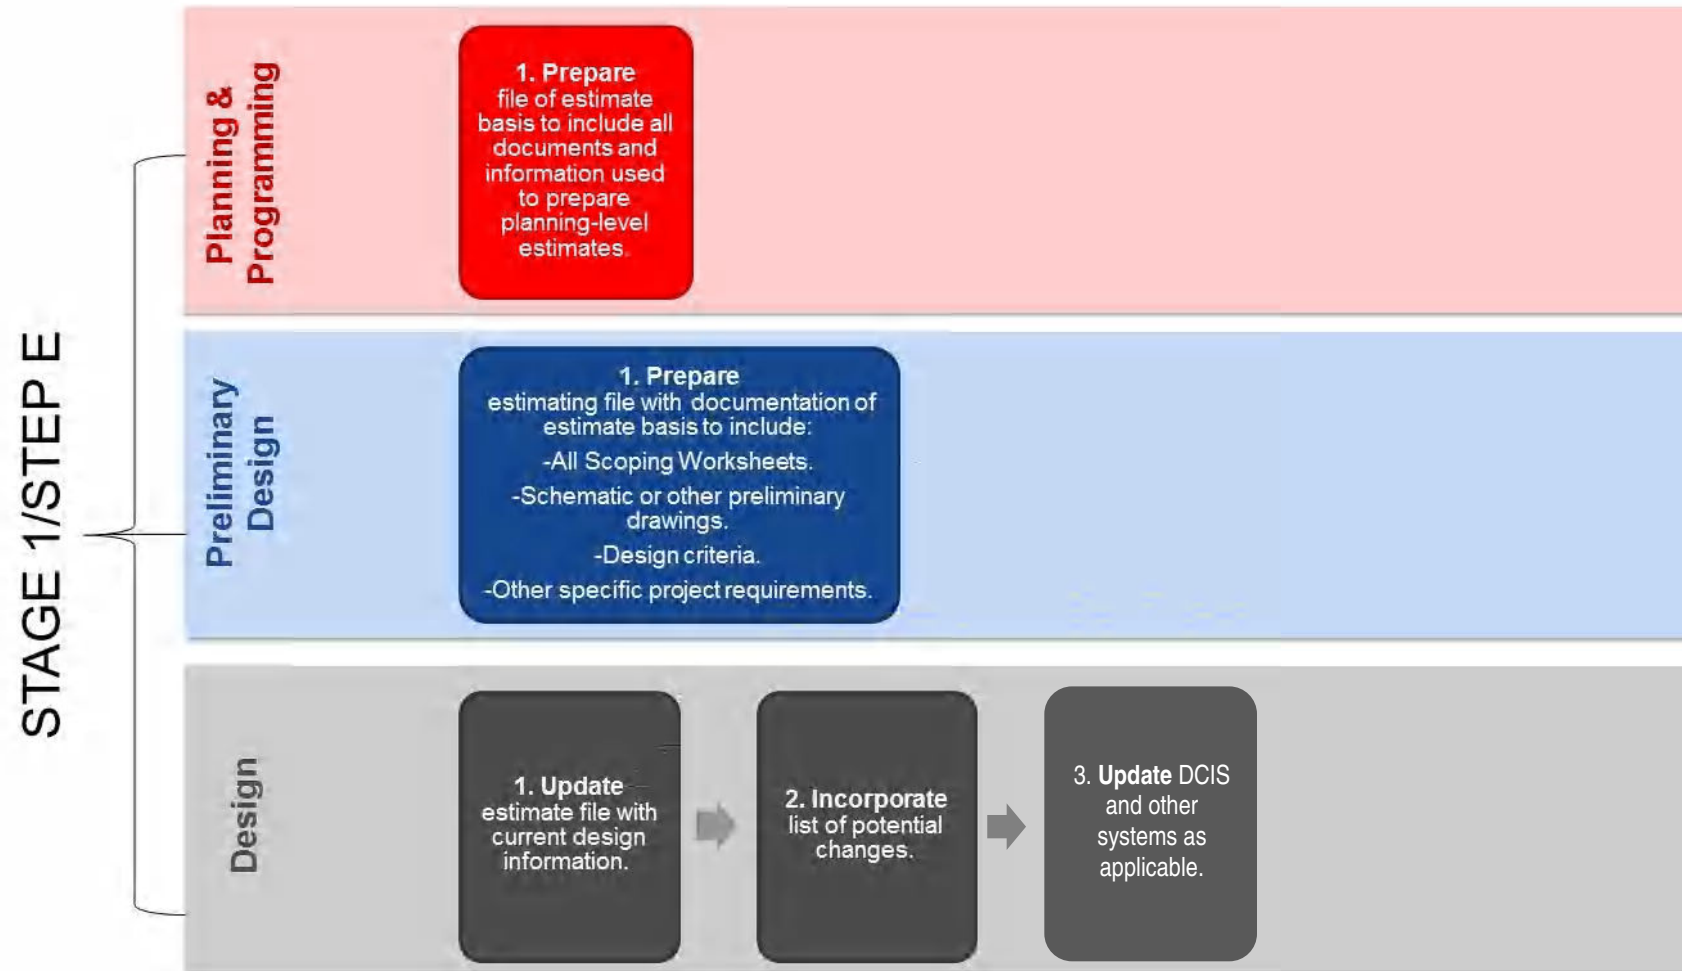 STAGE 1/STEP E
Planning &
Programming
1. Prepare
file of estimate
basis to include all
documents and
information used
to prepare
planning-level
estimates.
Preliminary
Design
1. Prepare
estimating file with documentation of
estimate basis to include:
-All Scoping Worksheets.
-Schematic or other preliminary
drawings.
-Design criteria.
-Other specific project requirements.
Design
1. Update
estimate file with
current design
information.
2. Incorporate
list of potential
changes.
3. Update DCIS
and other
systems as
applicable.